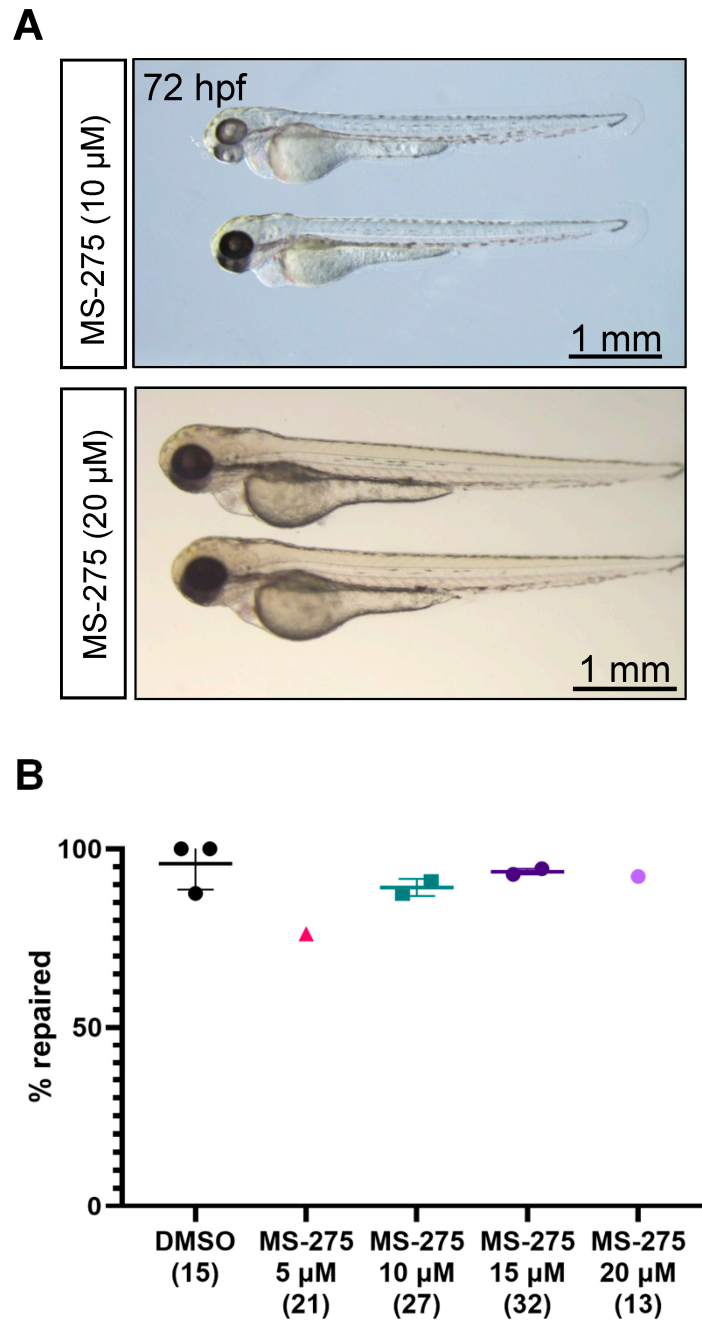 A
MS-275 (10 µM)
72 hpf
1 mm
MS-275 (20 µM)
1 mm
B
% repaired
100
50
0
DMSO
(15)
MS-275
5 µM
(21)
MS-275
10 µM
(27)
MS-275
15 µM
(32)
MS-275
20 µM
(13)